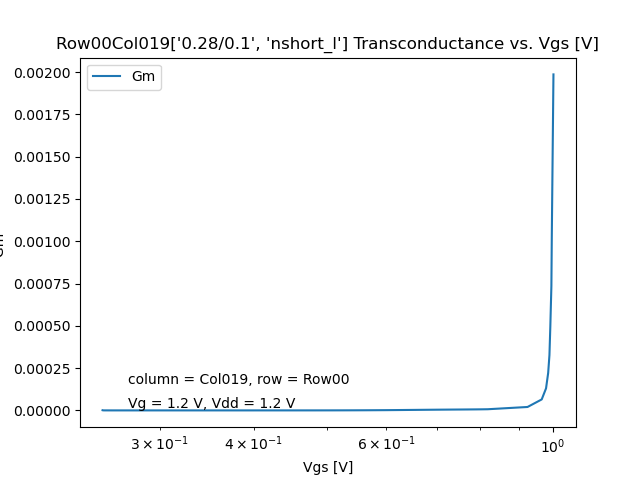 Row00Col019['0.28/0.1', 'nshort_l'] Transconductance vs. Vgs [V]
Gm
0.00200
0.00175
0.00150
0.00125
0.00100
0.00075
0.00050
0.00025
0.00000
column = Col019, row = Row00
Vg = 1.2 V, Vdd = 1.2 V
3 × 10⁻¹ 4 × 10⁻¹ 6 × 10⁻¹ 10⁰
Vgs [V]